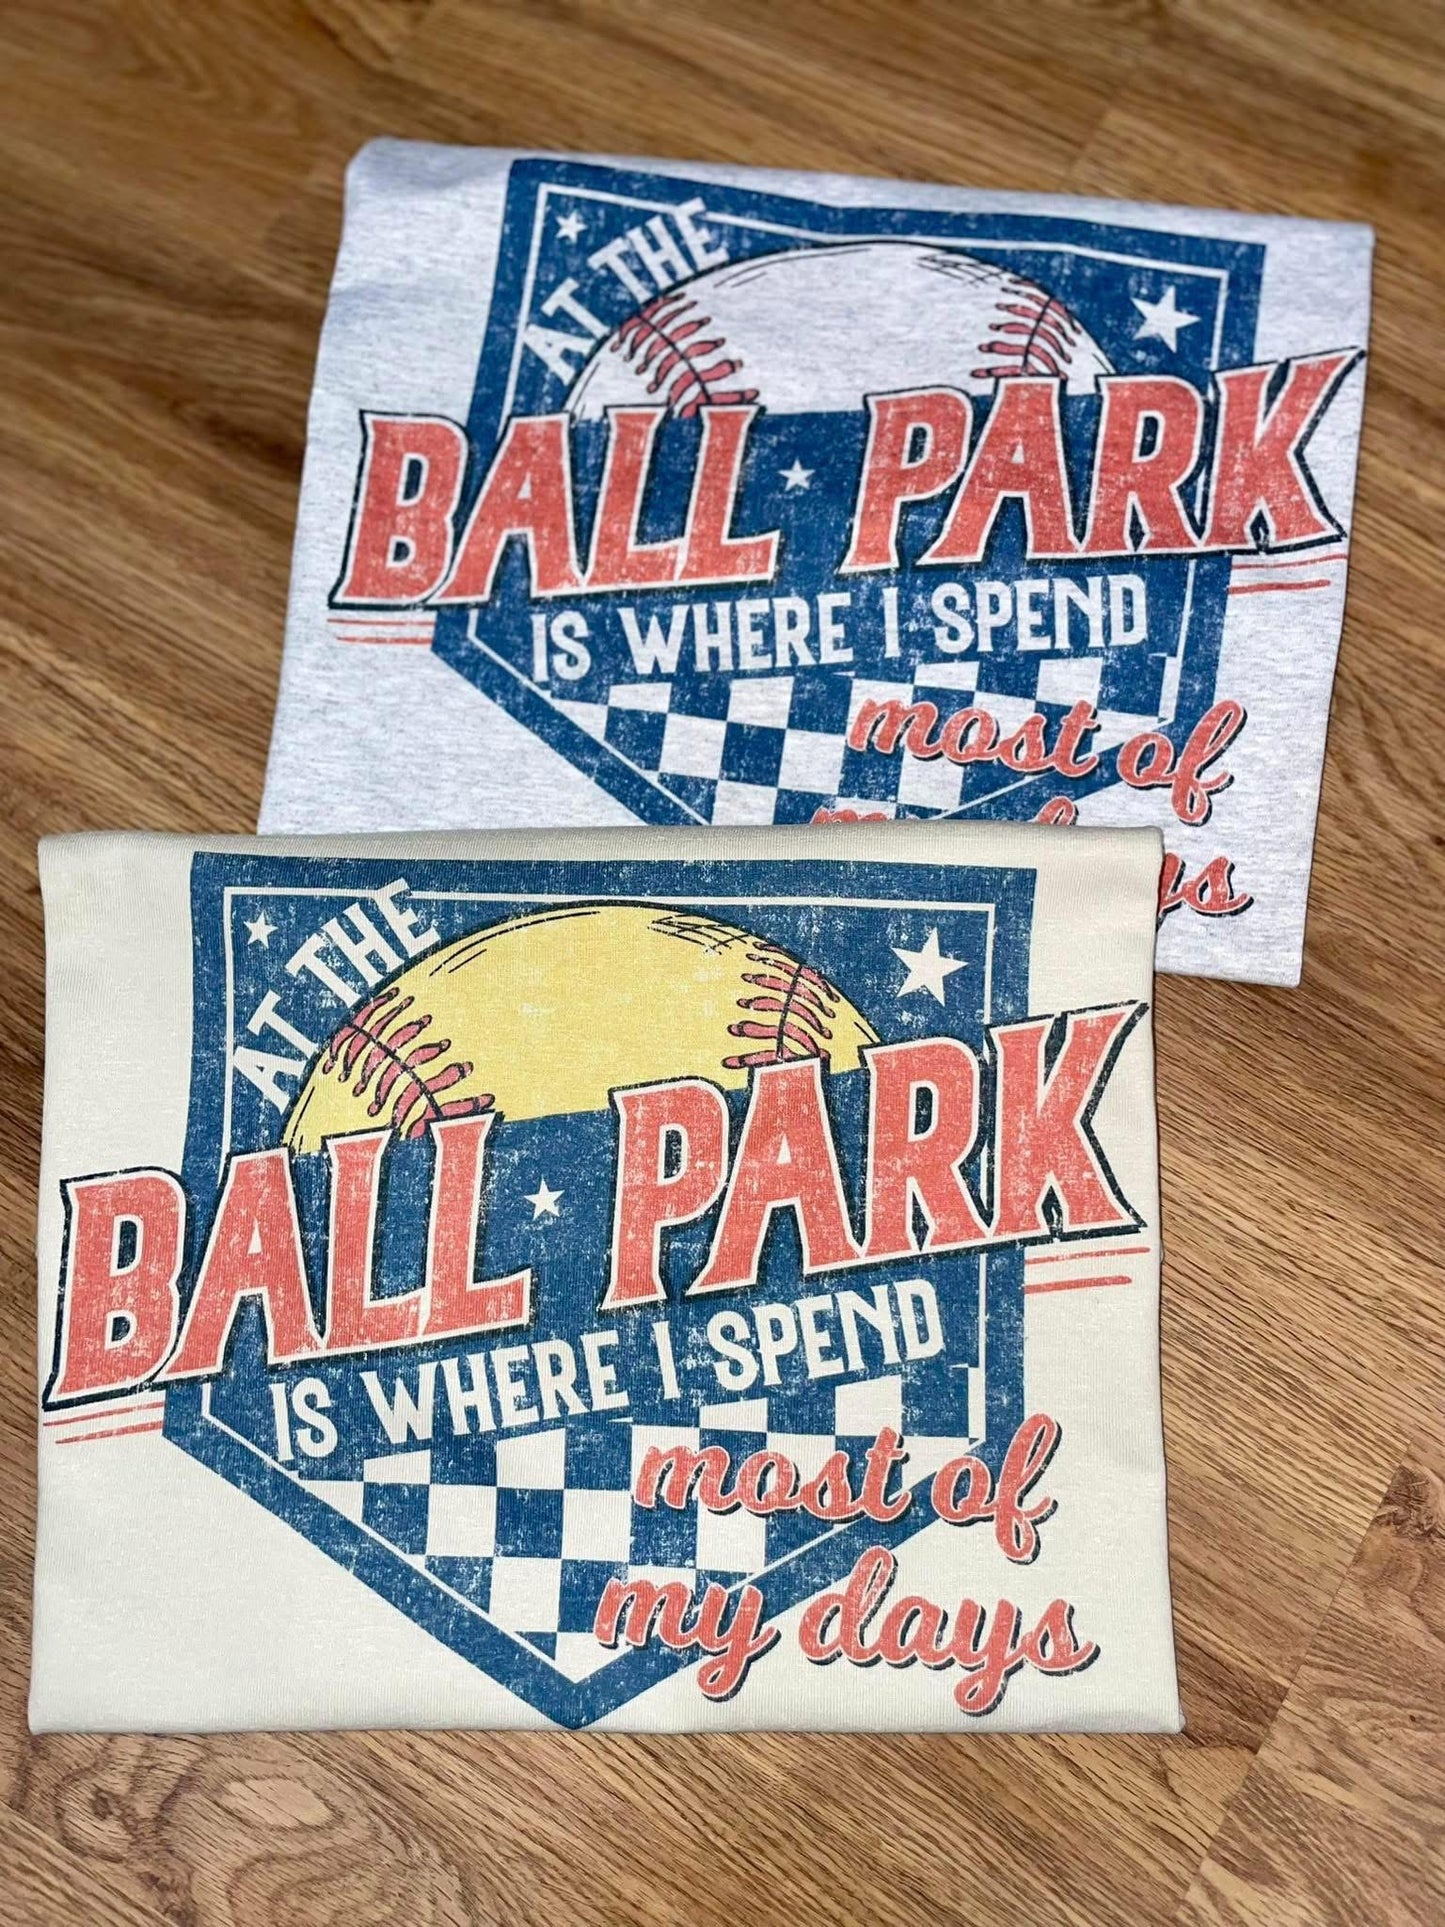 AT THE
BALL PARK
IS WHERE I SPEND
most of
AT THE
BALL PARK
IS WHERE I SPEND
most of
my days